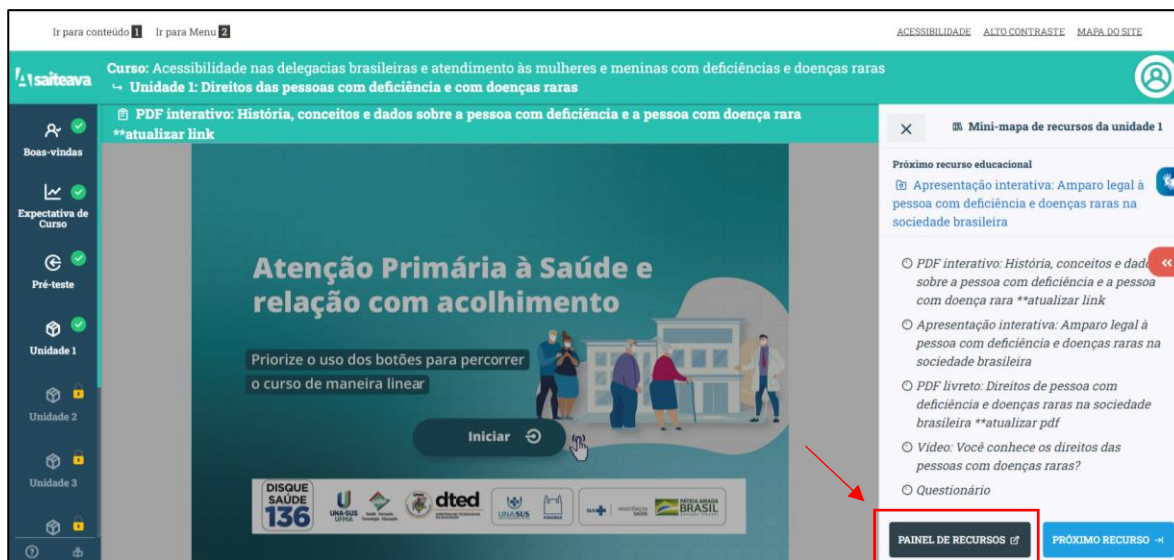 Ir para conteúdo 1 Ir para Menu 2
ACESSIBILIDADE ALTO CONTRASTE MAPA DO SITE
saiteava
Curso: Acessibilidade nas delegacias brasileiras e atendimento às mulheres e meninas com deficiências e doenças raras
Unidade 1: Direitos das pessoas com deficiência e com doenças raras
PDF interativo: História, conceitos e dados sobre a pessoa com deficiência e a pessoa com doença rara
**atualizar link
Boas-vindas
Expectativa de
Curso
Pré-teste
Unidade 1
Unidade 2
Unidade 3
Atenção Primária à Saúde e
relação com acolhimento
Priorize o uso dos botões para percorrer
o curso de maneira linear
Iniciar
DISQUE
SAÚDE
136
UNA-SUS
UFMA
dted
UNA-SUS
SUS
PÁTRIA AMADA
BRASIL
Mini-mapa de recursos da unidade 1
Próximo recurso educacional
Apresentação interativa: Amparo legal à
pessoa com deficiência e doenças raras na
sociedade brasileira
PDF interativo: História, conceitos e dad
sobre a pessoa com deficiência e a pessoa
com doença rara **atualizar link
Apresentação interativa: Amparo legal à
pessoa com deficiência e doenças raras na
sociedade brasileira
PDF livreto: Direitos de pessoa com
deficiência e doenças raras na sociedade
brasileira **atualizar pdf
Vídeo: Você conhece os direitos das
pessoas com doenças raras?
Questionário
PAINEL DE RECURSOS
PRÓXIMO RECURSO